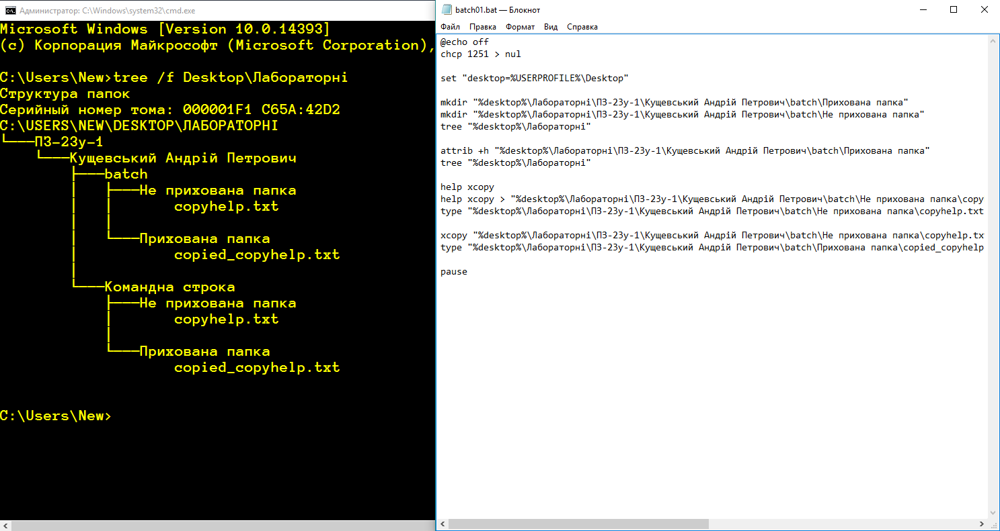 Администратор: C:\Windows\system32\cmd.exe
Microsoft Windows [Version 10.0.14393]
(c) Корпорация Майкрософт (Microsoft Corporation),
C:\Users\New>tree /f Desktop\Лабораторні
Структура папок
Серийный номер тома: 000001F1 C65A:42D2
C:\USERS\NEW\DESKTOP\ЛАБОРАТОРНІ
└───ПЗ-23у-1
    └───Кущевський Андрій Петрович
        ├───batch
        │   ├───Не прихована папка
        │   │       copyhelp.txt
        │   │
        │   └───Прихована папка
        │           copied_copyhelp.txt
        │
        └───Командна строка
            ├───Не прихована папка
            │       copyhelp.txt
            │
            └───Прихована папка
                    copied_copyhelp.txt
C:\Users\New>
batch01.bat — Блокнот
Файл Правка Формат Вид Справка
@echo off
chcp 1251 > nul
set "desktop=%USERPROFILE%\Desktop"
mkdir "%desktop%\Лабораторні\ПЗ-23у-1\Кущевський Андрій Петрович\batch\Прихована папка"
mkdir "%desktop%\Лабораторні\ПЗ-23у-1\Кущевський Андрій Петрович\batch\Не прихована папка"
tree "%desktop%\Лабораторні"
attrib +h "%desktop%\Лабораторні\ПЗ-23у-1\Кущевський Андрій Петрович\batch\Прихована папка"
tree "%desktop%\Лабораторні"
help xcopy
help xcopy > "%desktop%\Лабораторні\ПЗ-23у-1\Кущевський Андрій Петрович\batch\Не прихована папка\copy
type "%desktop%\Лабораторні\ПЗ-23у-1\Кущевський Андрій Петрович\batch\Не прихована папка\copyhelp.txt
xcopy "%desktop%\Лабораторні\ПЗ-23у-1\Кущевський Андрій Петрович\batch\Не прихована папка\copyhelp.tx
type "%desktop%\Лабораторні\ПЗ-23у-1\Кущевський Андрій Петрович\batch\Прихована папка\copied_copyhelp
pause